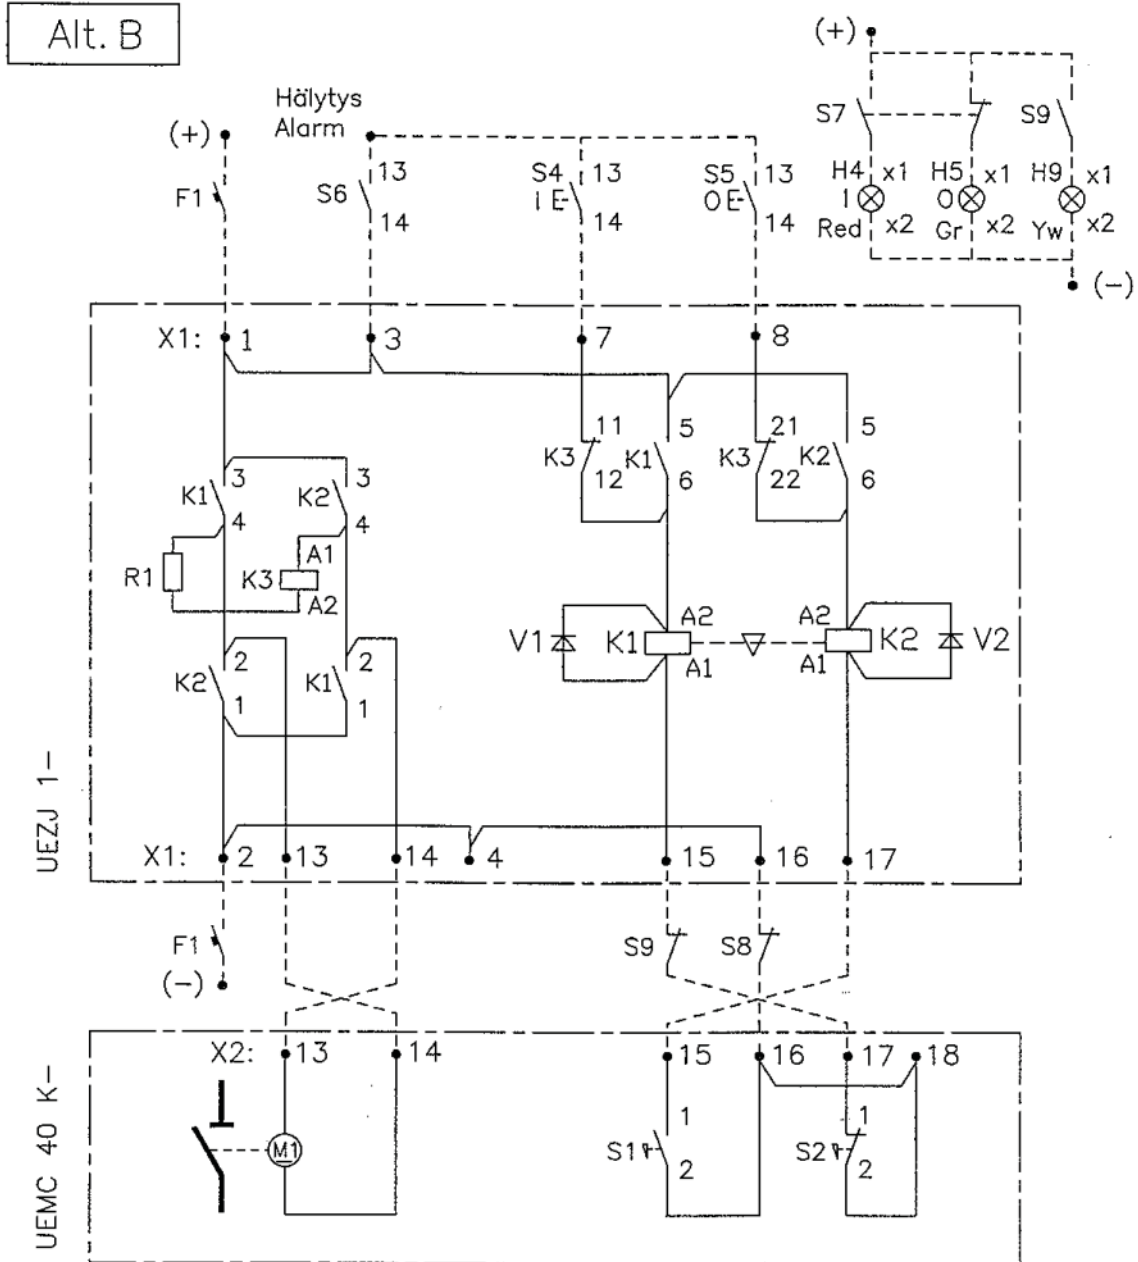 Alt. B
(+)
Hälytys
Alarm
(+)
F1
S6
13
14
S4
I E
13
14
S5
O E
13
14
S7
S9
H4 x1
I
Red x2
H5 x1
O
Gr x2
H9 x1
Yw x2
(−)
X1: 1 3 7 8
K3 11
12
K1 5
6
K3 21
22
K2 5
6
K1 3
4
K2 3
4
R1
K3 A1
A2
V1
K1 A2
A1
A2
A1 K2
V2
K2 2
1
K1 2
1
UEZJ 1−
X1: 2 13 14 4 15 16 17
F1
(−)
S9 S8
X2: 13 14 15 16 17 18
M1
S1 1
2
S2 1
2
UEMC 40 K−